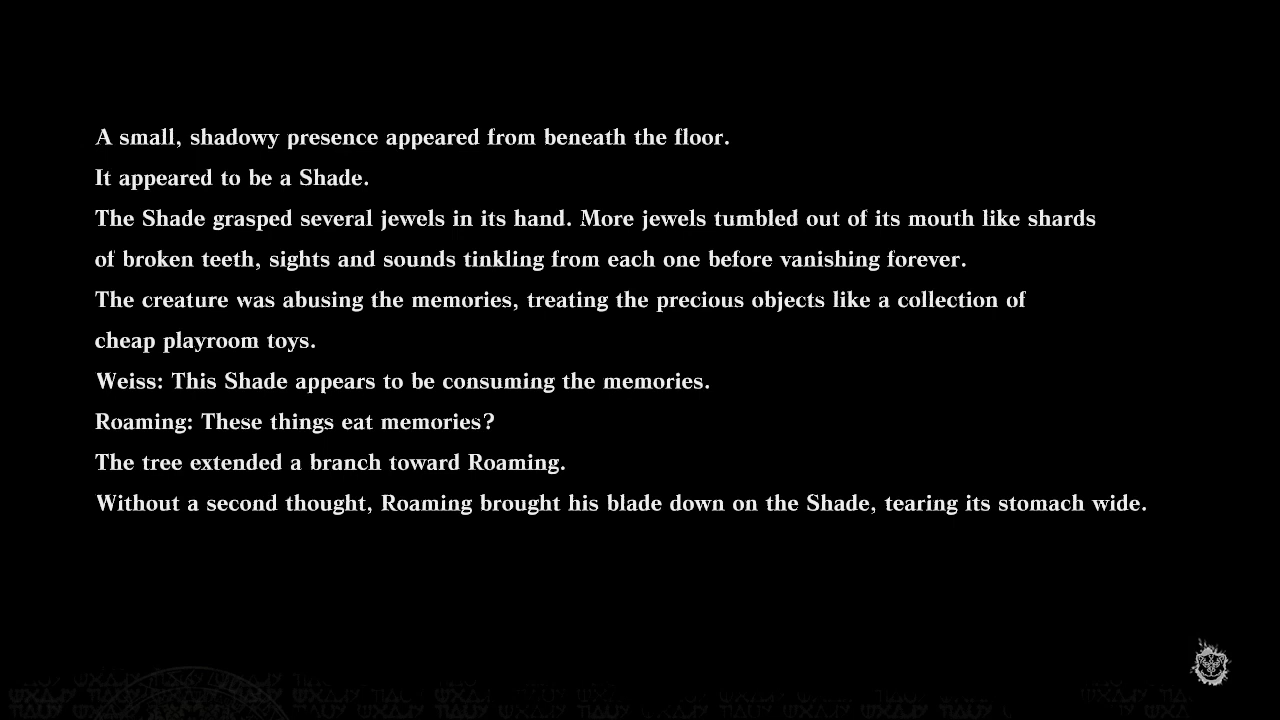 A small, shadowy presence appeared from beneath the floor.
It appeared to be a Shade.
The Shade grasped several jewels in its hand. More jewels tumbled out of its mouth like shards
of broken teeth, sights and sounds tinkling from each one before vanishing forever.
The creature was abusing the memories, treating the precious objects like a collection of
cheap playroom toys.
Weiss: This Shade appears to be consuming the memories.
Roaming: These things eat memories?
The tree extended a branch toward Roaming.
Without a second thought, Roaming brought his blade down on the Shade, tearing its stomach wide.